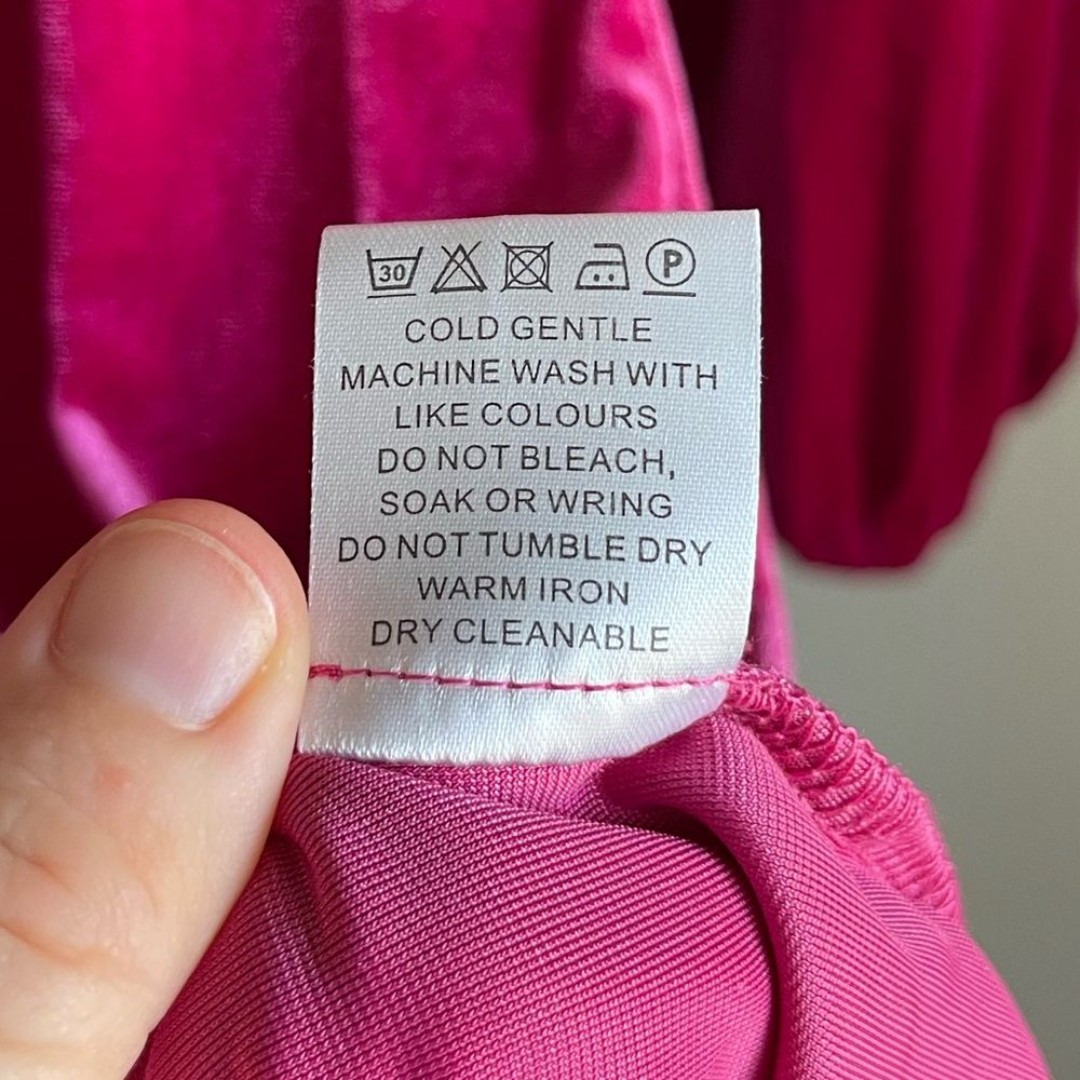 30 P
COLD GENTLE
MACHINE WASH WITH
LIKE COLOURS
DO NOT BLEACH,
SOAK OR WRING
DO NOT TUMBLE DRY
WARM IRON
DRY CLEANABLE